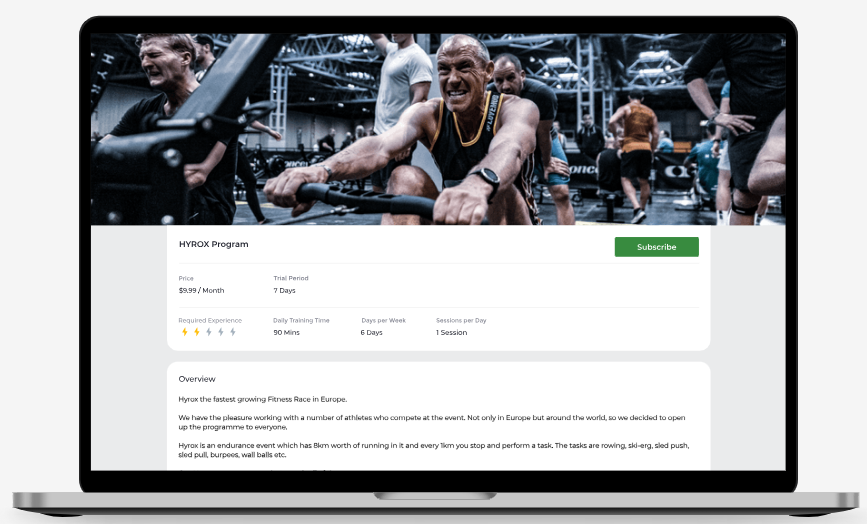 HYROX Program
Subscribe
Price
Trial Period
$9.99 / Month
7 Days
Required Experience
Daily Training Time
Days per Week
Sessions per Day
90 Mins
6 Days
1 Session
Overview
Hyrox the fastest growing Fitness Race in Europe.
We have the pleasure working with a number of athletes who compete at the event. Not only in Europe but around the world, so we decided to open
up the programme to everyone.
Hyrox is an endurance event which has 8km worth of running in it and every 1km you stop and perform a task. The tasks are rowing, ski-erg, sled push,
sled pull, burpees, wall balls etc.